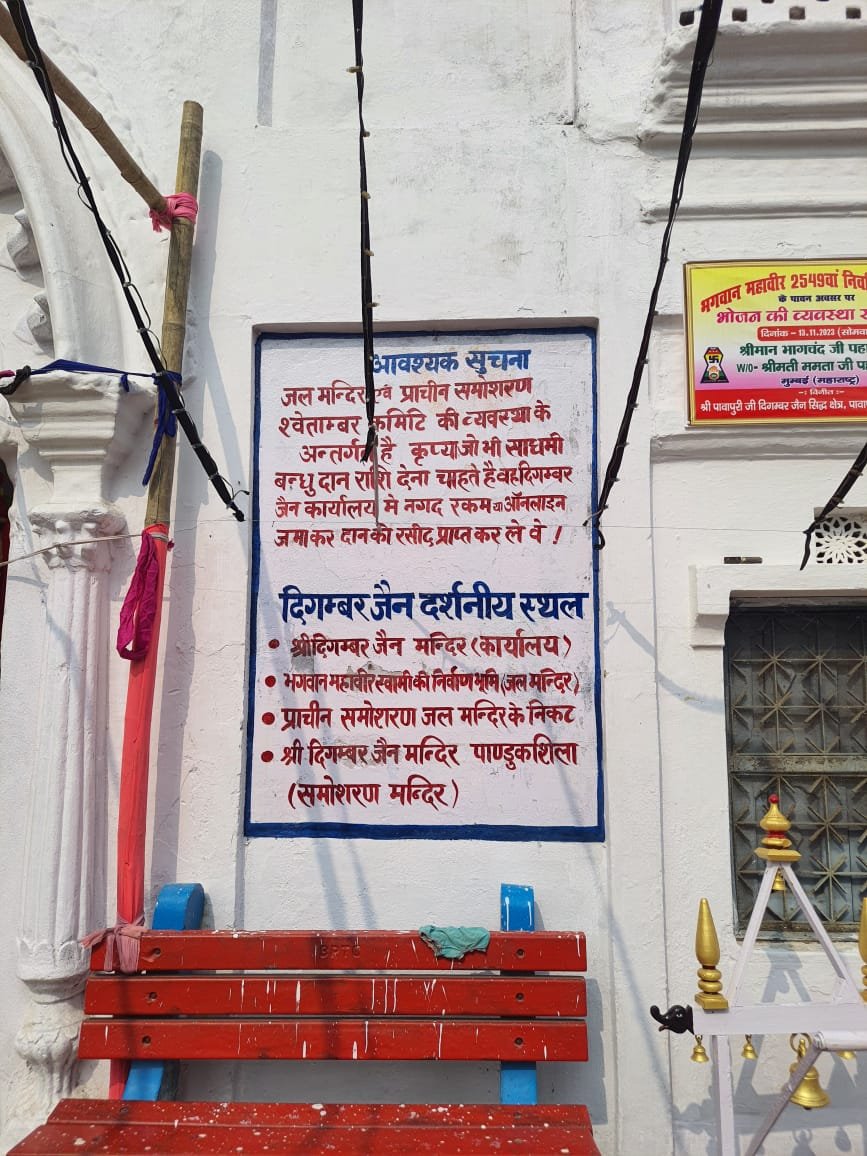 आवश्यक सुचना
जल मन्दिर एवं प्राचीन समोशरण
श्वेताम्बर कमिटि की व्यवस्था के
अन्तर्गत है कृप्या जो भी साधमी
बन्धु दान राशि देना चाहते है वह दिगम्बर
जैन कार्यालय मे नगद रकम या ऑनलाइन
जमा कर दान की रसीद प्राप्त कर ले वे !
दिगम्बर जैन दर्शनीय स्थल
• श्री दिगम्बर जैन मन्दिर (कार्यालय)
• भगवान महावीर स्वामी की निर्वाण भूमि (जल मन्दिर)
• प्राचीन समोशरण जल मन्दिर के निकट
• श्री दिगम्बर जैन मन्दिर पाण्डुकशिला
(समोशरण मन्दिर)
भगवान महावीर 2549वां
के पावन अवसर पर
भोजन की व्यवस्था
दिनांक - 13.11.2023
श्रीमान भागचंद जी
W/O- श्रीमती ममता जी
मुम्बई (महाराष्ट्र)
-: विनीत :-
श्री पावापुरी जी दिगम्बर जैन सिद्ध क्षेत्र,